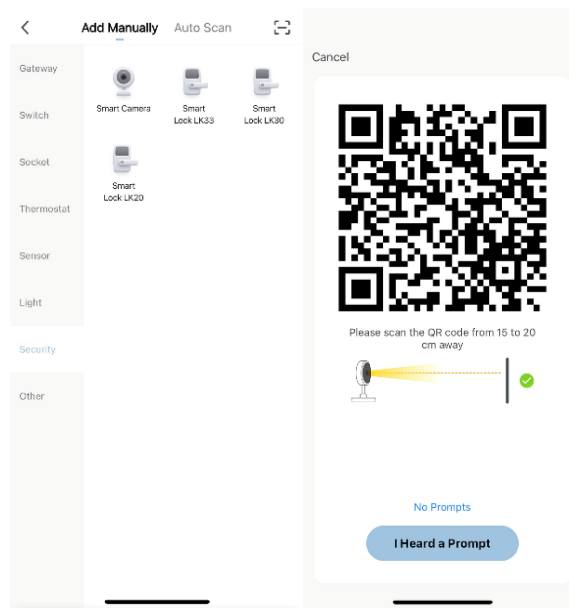 Add Manually
Auto Scan
Gateway
Switch
Socket
Thermostat
Sensor
Light
Security
Other
Smart Camera
Smart
Lock LK33
Smart
Lock LK30
Smart
Lock LK20
Cancel
Please scan the QR code from 15 to 20
cm away
No Prompts
I Heard a Prompt